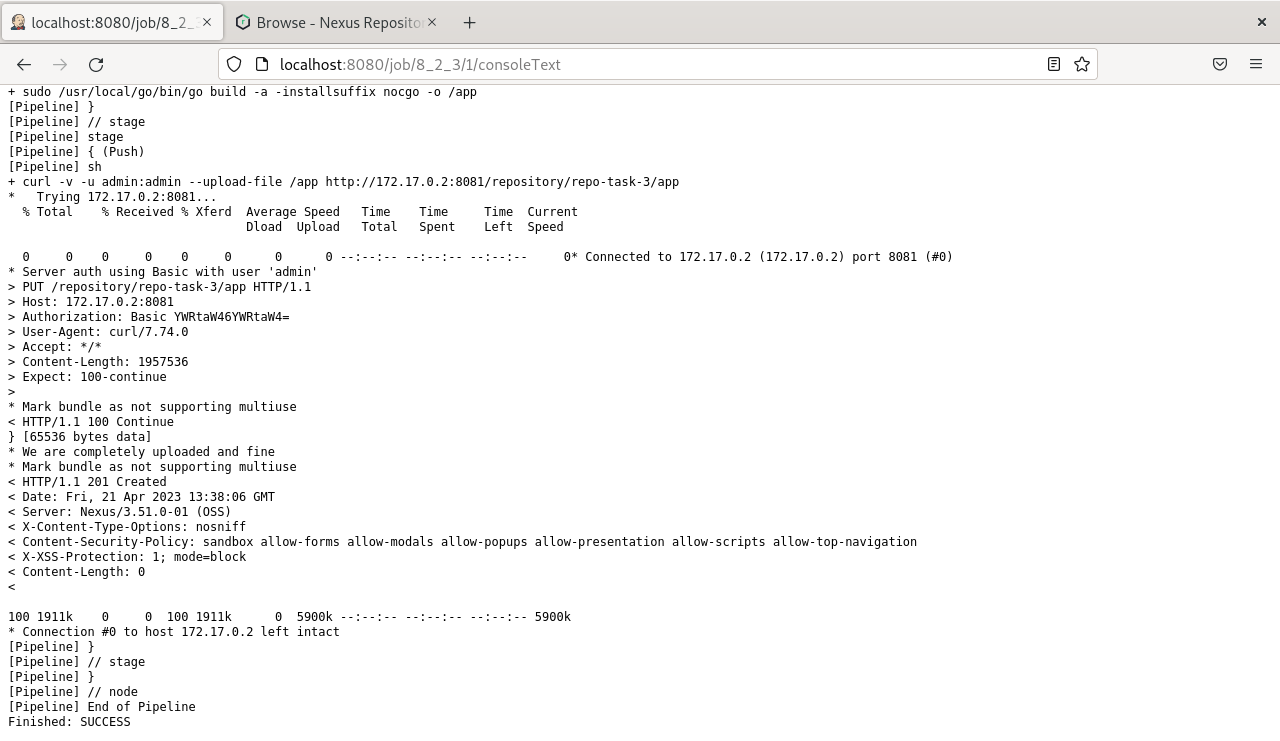 localhost:8080/job/8_2_
Browse - Nexus Reposito
localhost:8080/job/8_2_3/1/consoleText
+ sudo /usr/local/go/bin/go build -a -installsuffix nocgo -o /app
[Pipeline] }
[Pipeline] // stage
[Pipeline] stage
[Pipeline] { (Push)
[Pipeline] sh
+ curl -v -u admin:admin --upload-file /app http://172.17.0.2:8081/repository/repo-task-3/app
*   Trying 172.17.0.2:8081...
  % Total    % Received % Xferd  Average Speed   Time    Time     Time  Current
                                 Dload  Upload   Total   Spent    Left  Speed
  0     0    0     0    0     0      0      0 --:--:-- --:--:-- --:--:--     0* Connected to 172.17.0.2 (172.17.0.2) port 8081 (#0)
* Server auth using Basic with user 'admin'
> PUT /repository/repo-task-3/app HTTP/1.1
> Host: 172.17.0.2:8081
> Authorization: Basic YWRtaW46YWRtaW4=
> User-Agent: curl/7.74.0
> Accept: */*
> Content-Length: 1957536
> Expect: 100-continue
>
* Mark bundle as not supporting multiuse
< HTTP/1.1 100 Continue
} [65536 bytes data]
* We are completely uploaded and fine
* Mark bundle as not supporting multiuse
< HTTP/1.1 201 Created
< Date: Fri, 21 Apr 2023 13:38:06 GMT
< Server: Nexus/3.51.0-01 (OSS)
< X-Content-Type-Options: nosniff
< Content-Security-Policy: sandbox allow-forms allow-modals allow-popups allow-presentation allow-scripts allow-top-navigation
< X-XSS-Protection: 1; mode=block
< Content-Length: 0
<
100 1911k    0     0  100 1911k      0  5900k --:--:-- --:--:-- --:--:-- 5900k
* Connection #0 to host 172.17.0.2 left intact
[Pipeline] }
[Pipeline] // stage
[Pipeline] }
[Pipeline] // node
[Pipeline] End of Pipeline
Finished: SUCCESS